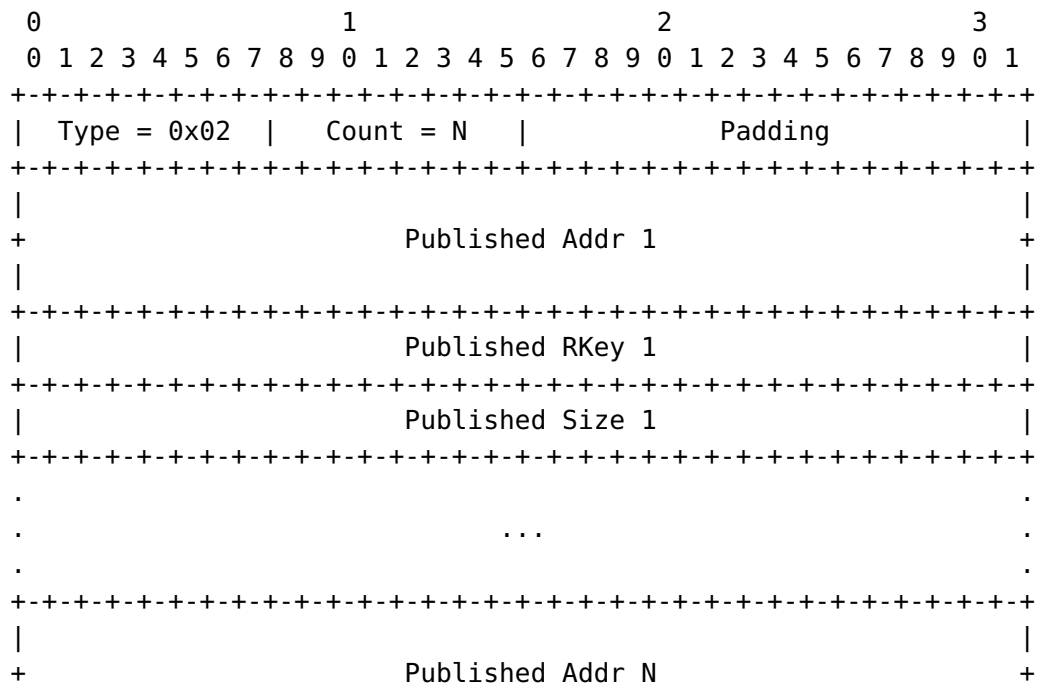 0                   1                   2                   3
 0 1 2 3 4 5 6 7 8 9 0 1 2 3 4 5 6 7 8 9 0 1 2 3 4 5 6 7 8 9 0 1
+-+-+-+-+-+-+-+-+-+-+-+-+-+-+-+-+-+-+-+-+-+-+-+-+-+-+-+-+-+-+-+-+
|  Type = 0x02  |   Count = N   |            Padding            |
+-+-+-+-+-+-+-+-+-+-+-+-+-+-+-+-+-+-+-+-+-+-+-+-+-+-+-+-+-+-+-+-+
|                                                               |
+                        Published Addr 1                       +
|                                                               |
+-+-+-+-+-+-+-+-+-+-+-+-+-+-+-+-+-+-+-+-+-+-+-+-+-+-+-+-+-+-+-+-+
|                        Published RKey 1                       |
+-+-+-+-+-+-+-+-+-+-+-+-+-+-+-+-+-+-+-+-+-+-+-+-+-+-+-+-+-+-+-+-+
|                        Published Size 1                       |
+-+-+-+-+-+-+-+-+-+-+-+-+-+-+-+-+-+-+-+-+-+-+-+-+-+-+-+-+-+-+-+-+
.                                                               .
.                              ...                              .
.                                                               .
+-+-+-+-+-+-+-+-+-+-+-+-+-+-+-+-+-+-+-+-+-+-+-+-+-+-+-+-+-+-+-+-+
|                                                               |
+                        Published Addr N                       +